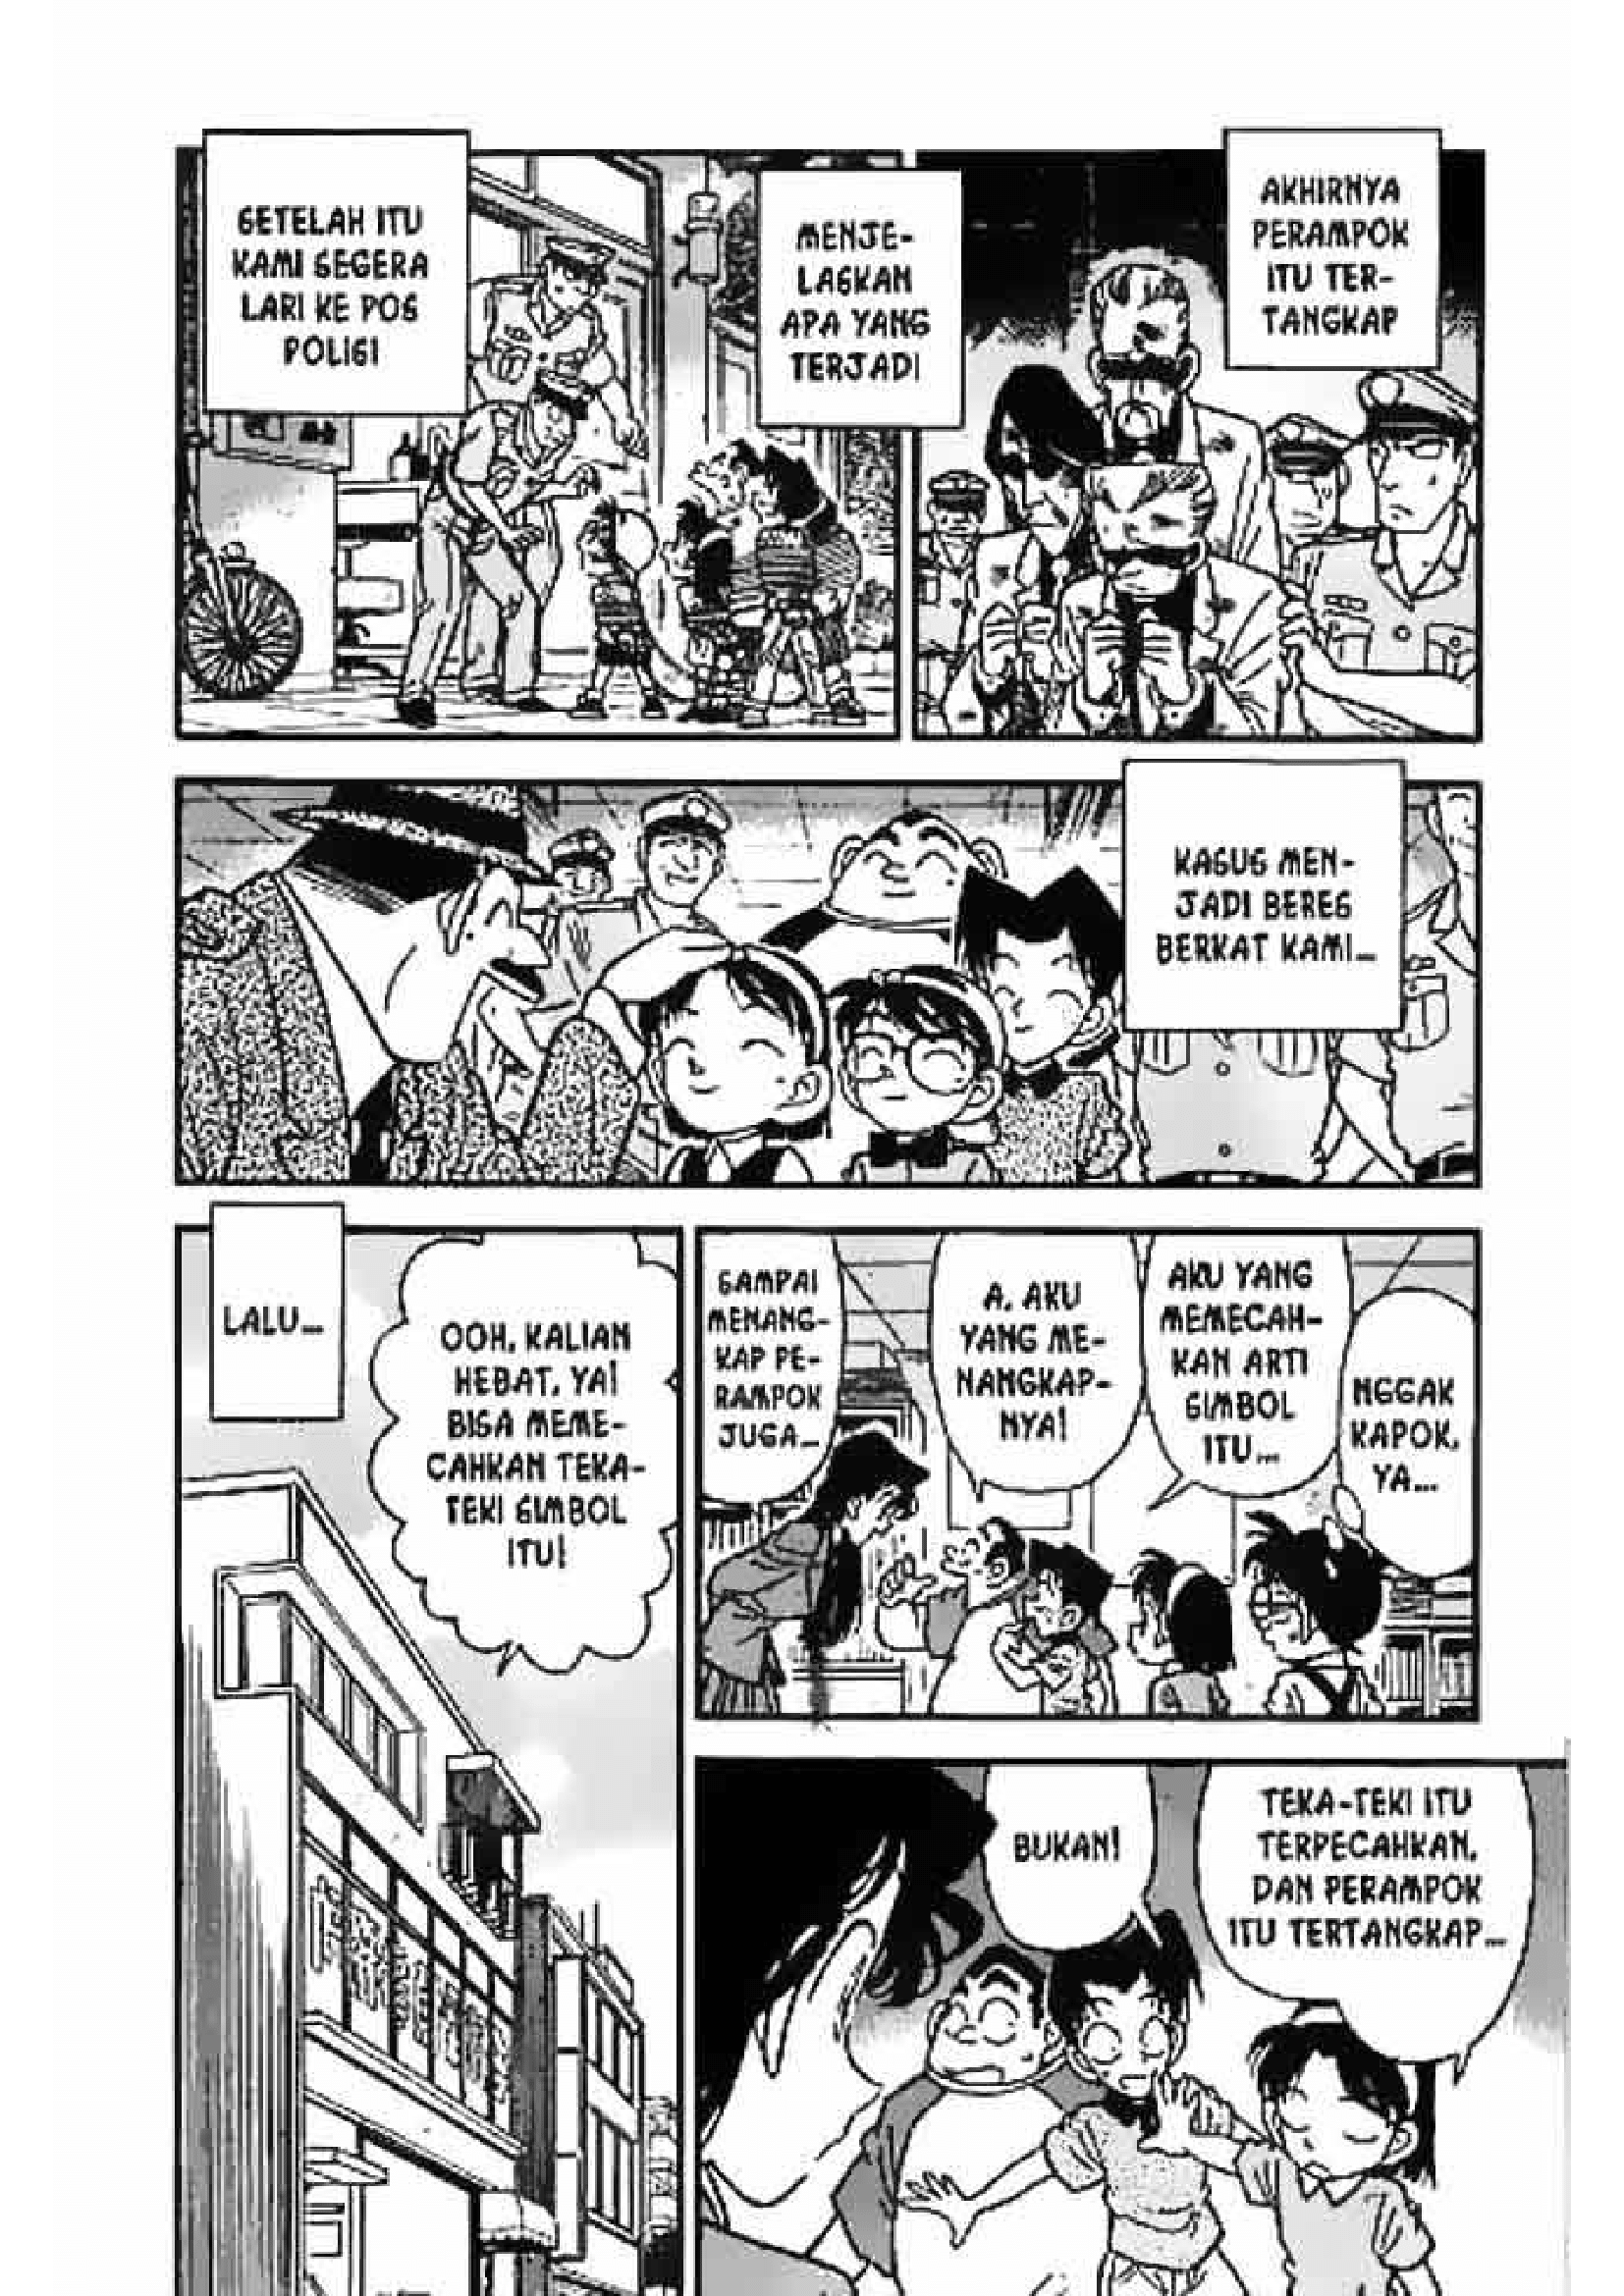 SETELAH ITU
KAMI SEGERA
LARI KE POS
POLISI
MENJE-
LASKAN
APA YANG
TERJADI
AKHIRNYA
PERAMPOK
ITU TER-
TANGKAP
KASUS MEN-
JADI BERES
BERKAT KAMI...
LALU...
OOH, KALIAN
HEBAT, YA!
BISA MEME-
CAHKAN TEKA-
TEKI SIMBOL
ITU!
SAMPAI
MENANG-
KAP PE-
RAMPOK
JUGA...
A, AKU
YANG ME-
NANGKAP-
NYA!
AKU YANG
MEMECAH-
KAN ARTI
SIMBOL
ITU...
NGGAK
KAPOK,
YA...
BUKAN!
TEKA-TEKI ITU
TERPECAHKAN,
DAN PERAMPOK
ITU TERTANGKAP...